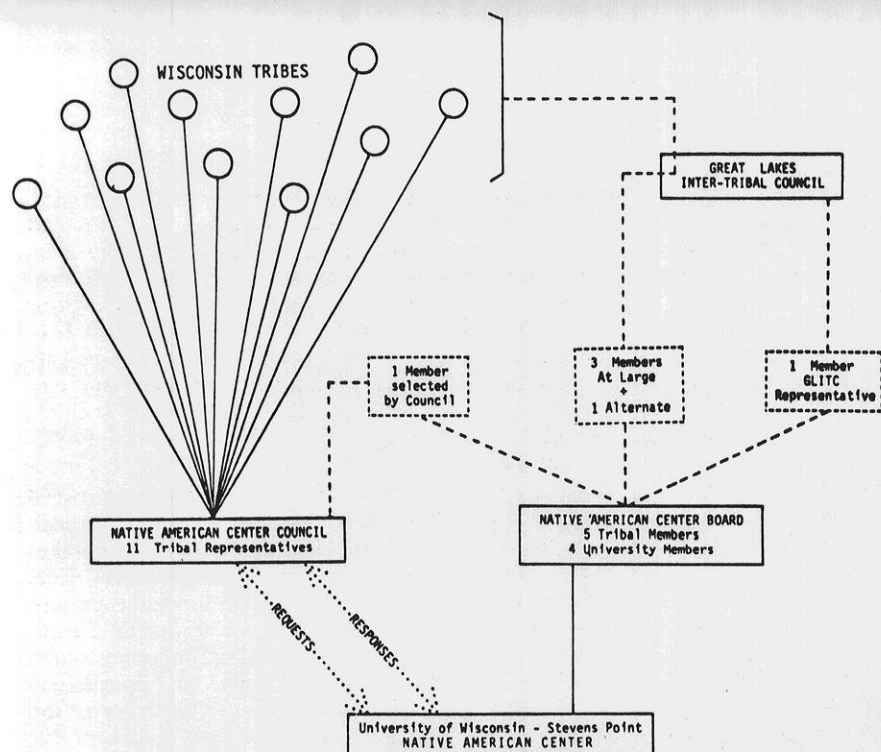 WISCONSIN TRIBES
GREAT LAKES
INTER-TRIBAL COUNCIL
1 Member
selected
by Council
3 Members
At Large
+
1 Alternate
1 Member
GLITC
Representative
NATIVE AMERICAN CENTER COUNCIL
11 Tribal Representatives
NATIVE AMERICAN CENTER BOARD
5 Tribal Members
4 University Members
REQUESTS
RESPONSES
University of Wisconsin - Stevens Point
NATIVE AMERICAN CENTER